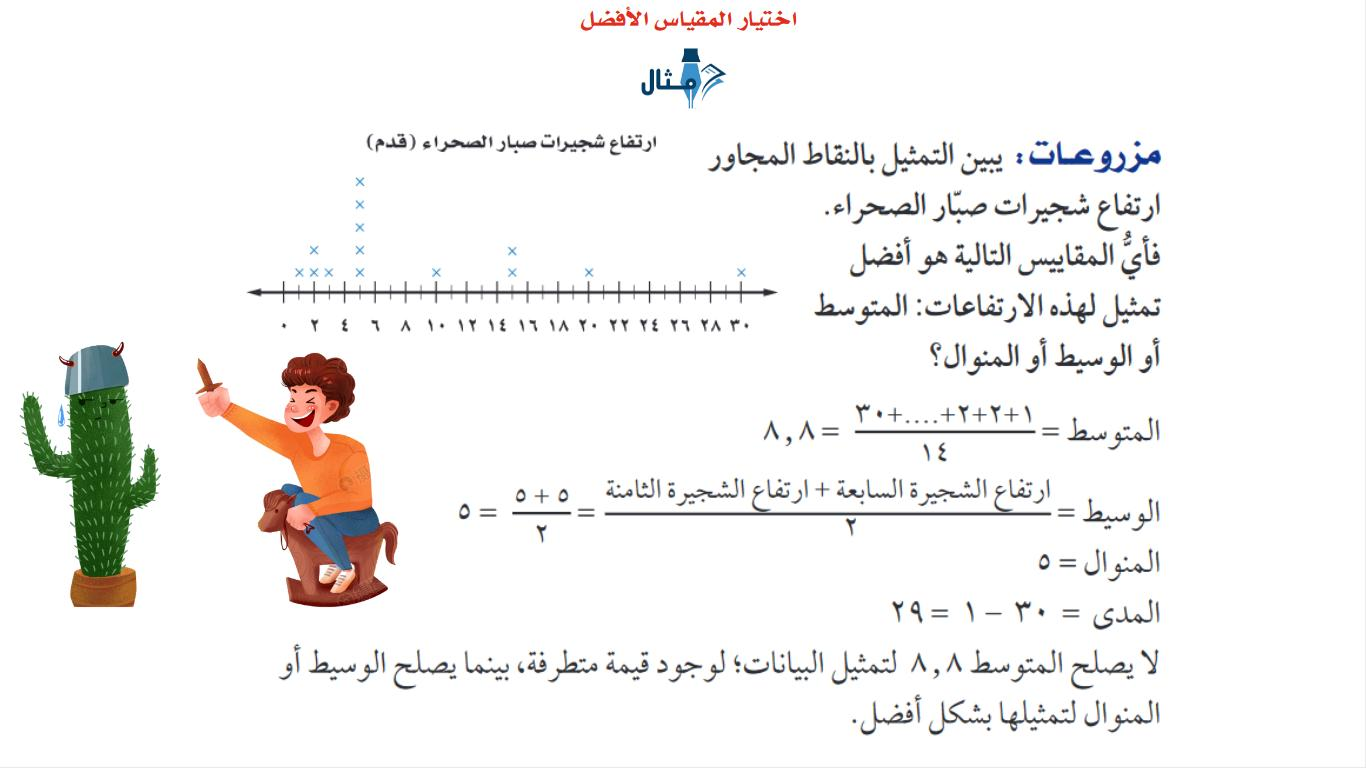 اختيار المقياس الأفضل
مثال
ارتفاع شجيرات صبار الصحراء (قدم)
٠ ٢ ٤ ٦ ٨ ١٠ ١٢ ١٤ ١٦ ١٨ ٢٠ ٢٢ ٢٤ ٢٦ ٢٨ ٣٠
مزروعات: يبين التمثيل بالنقاط المجاور
ارتفاع شجيرات صبّار الصحراء.
فأيُّ المقاييس التالية هو أفضل
تمثيل لهذه الارتفاعات: المتوسط
أو الوسيط أو المنوال؟
المتوسط = ١+٢+٢+....+٣٠ / ١٤ = ٨,٨
الوسيط = ارتفاع الشجيرة السابعة + ارتفاع الشجيرة الثامنة / ٢ = ٥ + ٥ / ٢ = ٥
المنوال = ٥
المدى = ٣٠ – ١ = ٢٩
لا يصلح المتوسط ٨,٨ لتمثيل البيانات؛ لوجود قيمة متطرفة، بينما يصلح الوسيط أو
المنوال لتمثيلها بشكل أفضل.